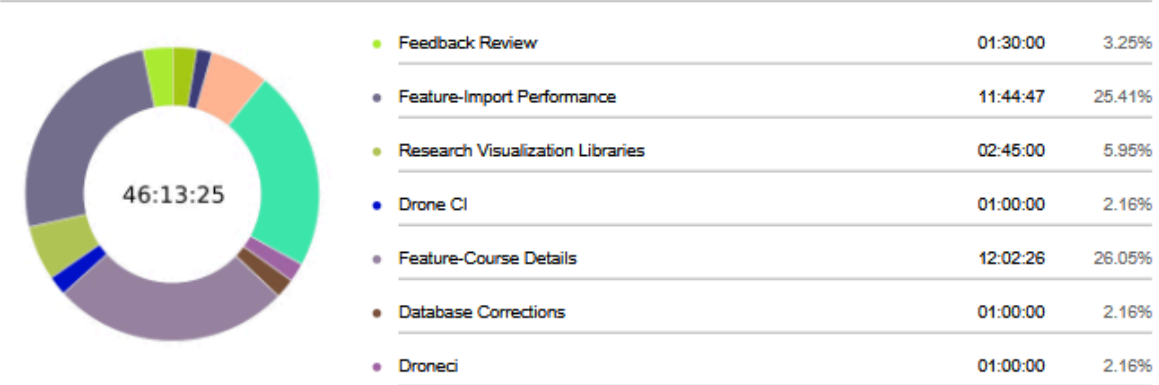 46:13:25
Feedback Review 01:30:00 3.25%
Feature-Import Performance 11:44:47 25.41%
Research Visualization Libraries 02:45:00 5.95%
Drone CI 01:00:00 2.16%
Feature-Course Details 12:02:26 26.05%
Database Corrections 01:00:00 2.16%
Droneci 01:00:00 2.16%